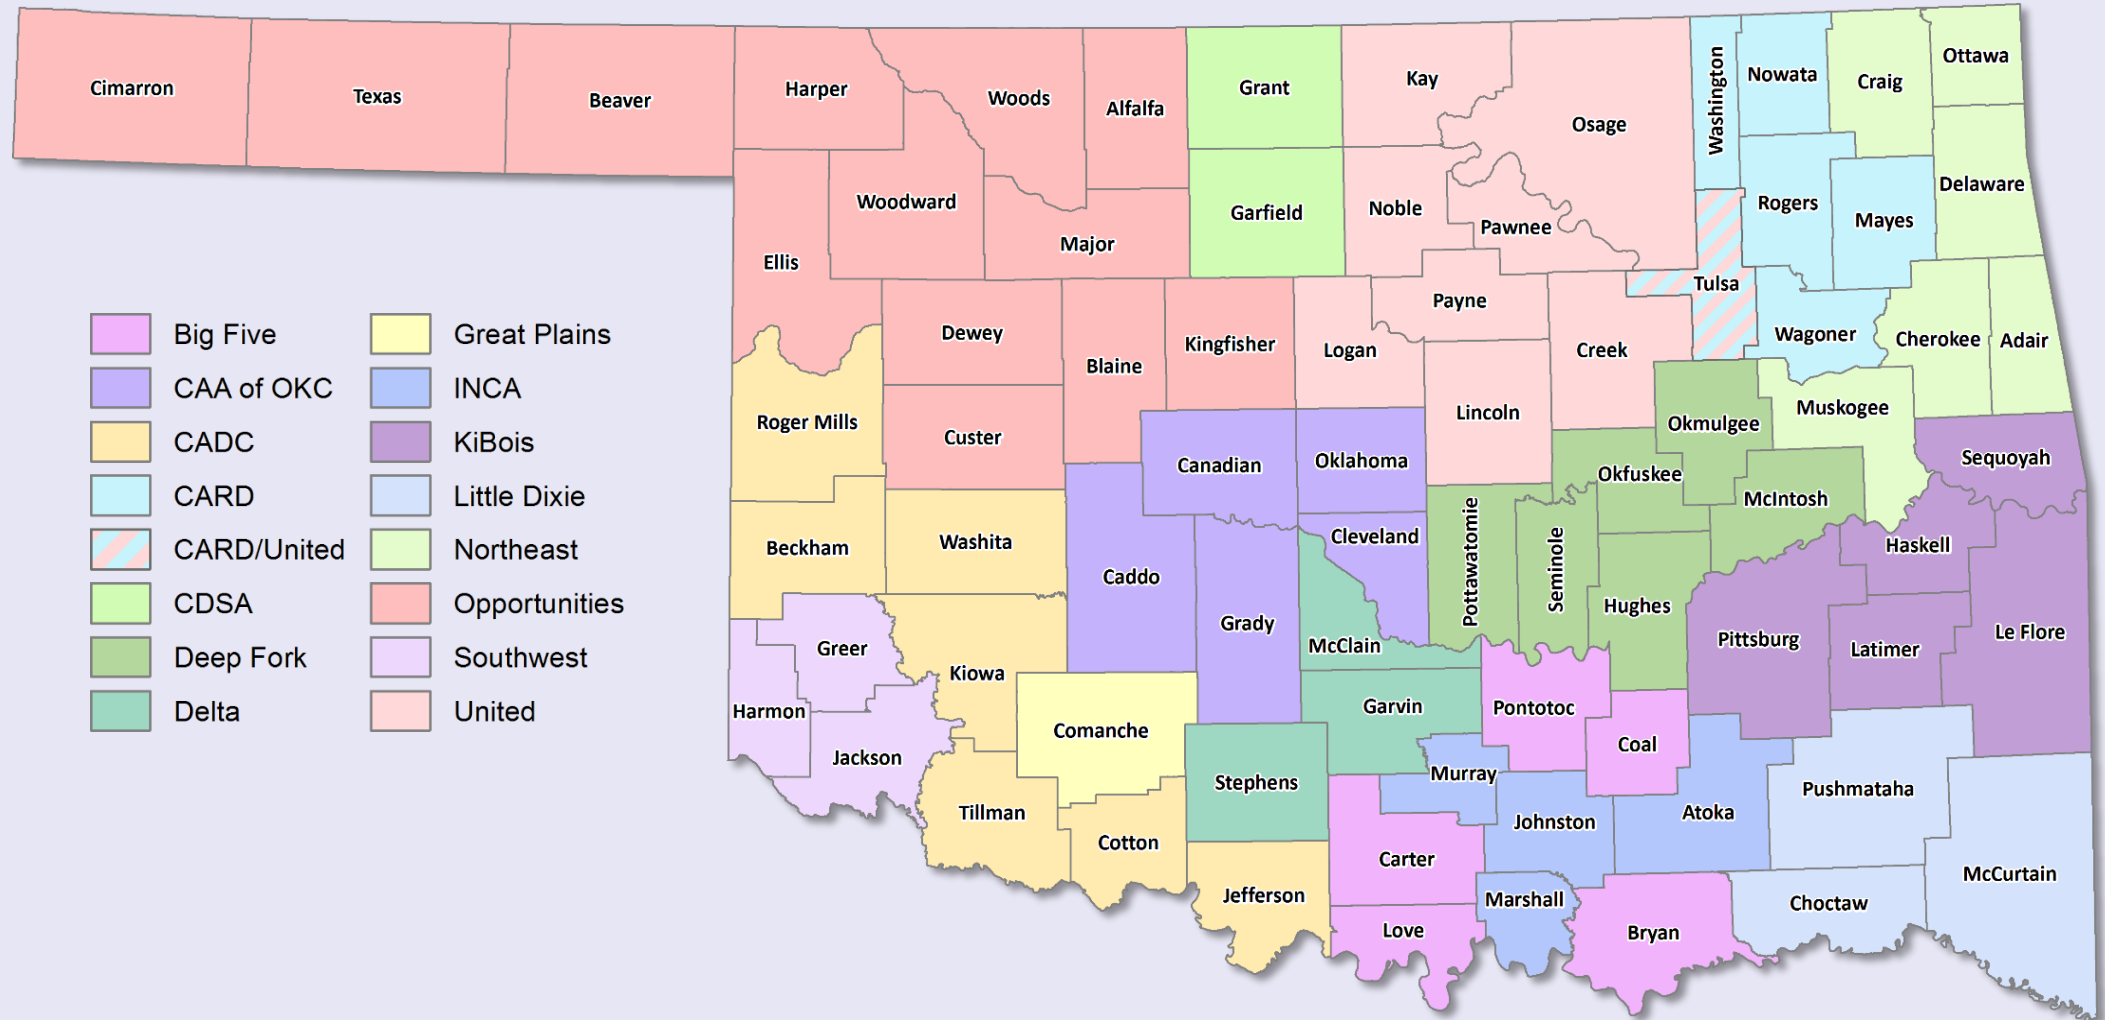 Cimarron
Texas
Beaver
Harper
Woods
Alfalfa
Grant
Kay
Osage
Washington
Nowata
Craig
Ottawa
Ellis
Woodward
Major
Garfield
Noble
Pawnee
Rogers
Mayes
Delaware
Dewey
Blaine
Kingfisher
Logan
Payne
Creek
Tulsa
Wagoner
Cherokee
Adair
Roger Mills
Custer
Canadian
Oklahoma
Lincoln
Okmulgee
Muskogee
Sequoyah
Beckham
Washita
Caddo
Grady
Cleveland
McClain
Pottawatomie
Seminole
Okfuskee
McIntosh
Hughes
Haskell
Pittsburg
Latimer
Le Flore
Harmon
Greer
Jackson
Kiowa
Comanche
Tillman
Cotton
Stephens
Jefferson
Garvin
Murray
Pontotoc
Coal
Carter
Love
Johnston
Marshall
Atoka
Bryan
Pushmataha
Choctaw
McCurtain
Big Five
CAA of OKC
CADC
CARD
CARD/United
CDSA
Deep Fork
Delta
Great Plains
INCA
KiBois
Little Dixie
Northeast
Opportunities
Southwest
United